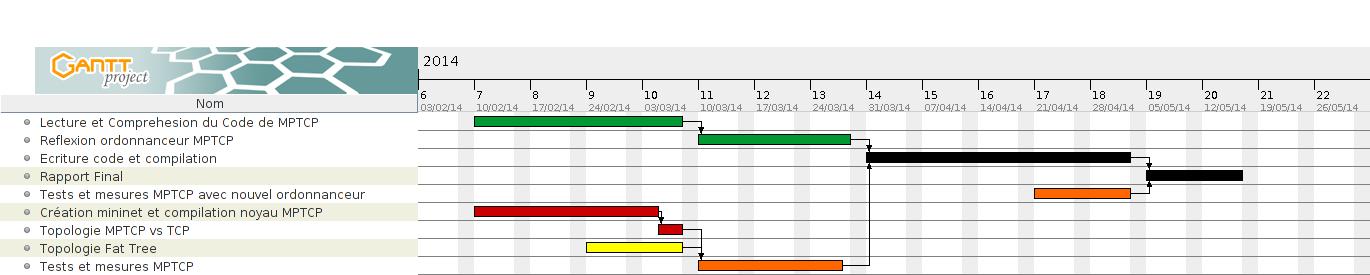 GANTT
project
2014
Nom
6 7 8 9 10 11 12 13 14 15 16 17 18 19 20 21 22
03/02/14 10/02/14 17/02/14 24/02/14 03/03/14 10/03/14 17/03/14 24/03/14 31/03/14 07/04/14 14/04/14 21/04/14 28/04/14 05/05/14 12/05/14 19/05/14 26/05/14
Lecture et Comprehesion du Code de MPTCP
Reflexion ordonnanceur MPTCP
Ecriture code et compilation
Rapport Final
Tests et mesures MPTCP avec nouvel ordonnanceur
Création mininet et compilation noyau MPTCP
Topologie MPTCP vs TCP
Topologie Fat Tree
Tests et mesures MPTCP